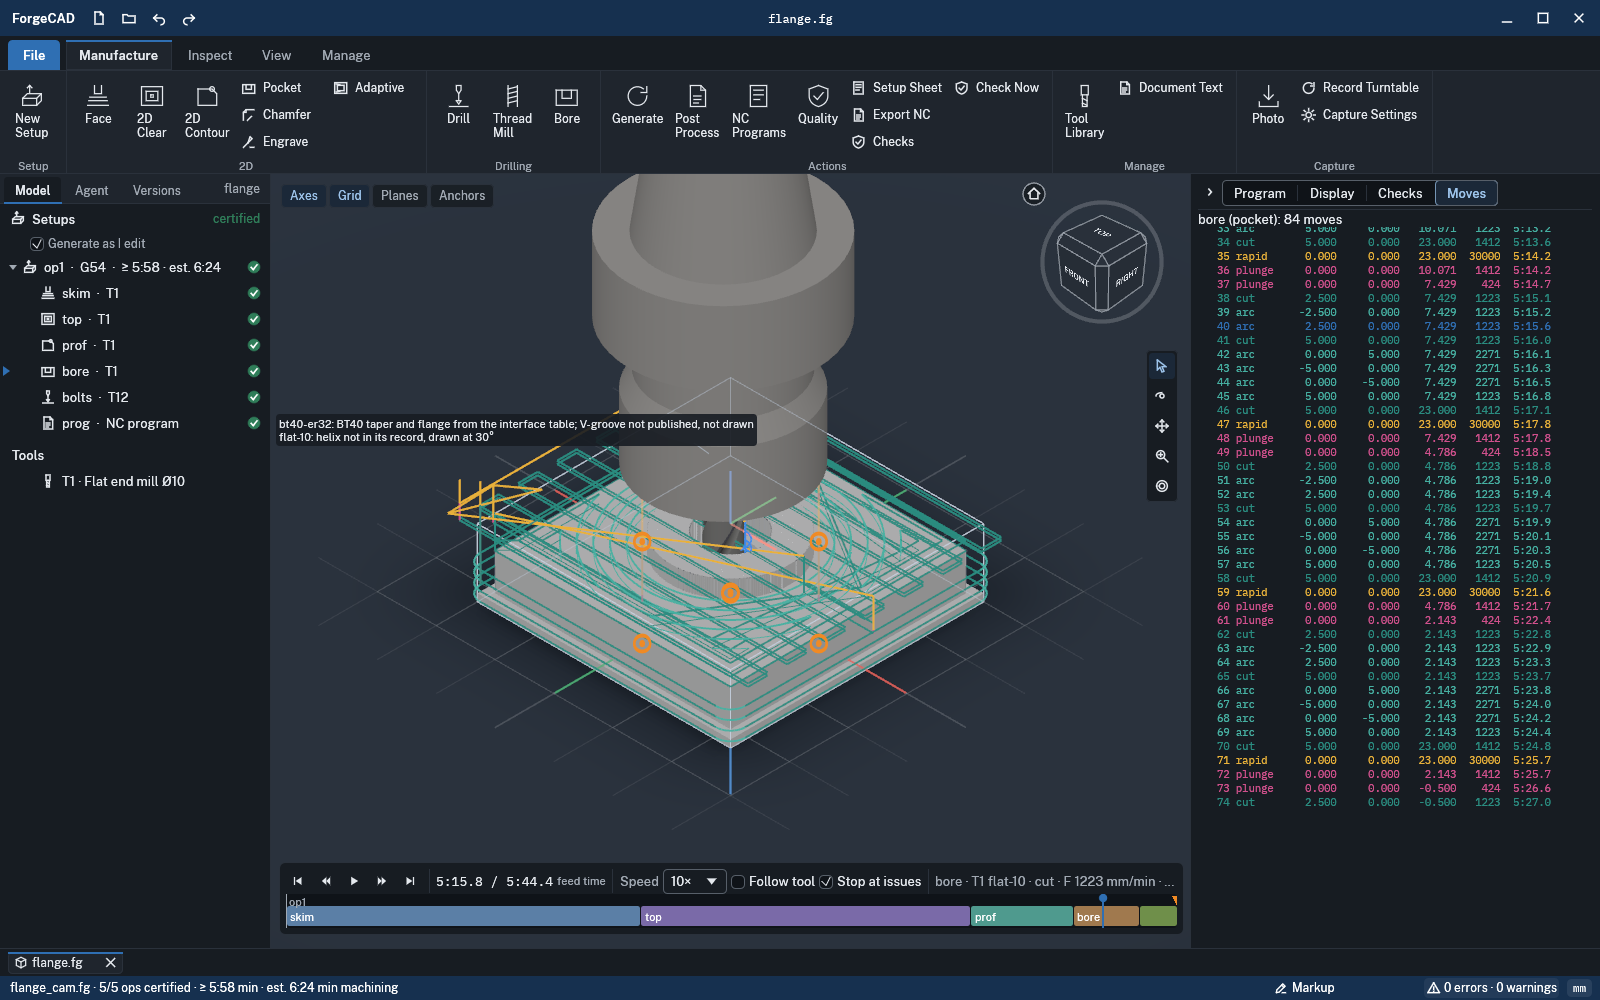 ForgeCAD
flange.fg
File Manufacture Inspect View Manage
New Setup
Face
2D Clear
2D Contour
Pocket
Chamfer
Engrave
Adaptive
Drill
Thread Mill
Bore
Generate
Post Process
NC Programs
Quality
Setup Sheet
Export NC
Checks
Check Now
Tool Library
Document Text
Photo
Record Turntable
Capture Settings
Setup 2D Drilling Actions Manage Capture
Model Agent Versions flange
Setups certified
Generate as I edit
op1 · G54 · ≥ 5:58 · est. 6:24
skim · T1
top · T1
prof · T1
bore · T1
bolts · T12
prog · NC program
Tools
T1 · Flat end mill Ø10
Axes Grid Planes Anchors
TOP
FRONT
RIGHT
bt40-er32: BT40 taper and flange from the interface table; V-groove not published, not drawn
flat-10: helix not in its record, drawn at 30°
5:15.8 / 5:44.4 feed time Speed 10× Follow tool Stop at issues bore · T1 flat-10 · cut · F 1223 mm/min · ...
op1
skim top prof bore
Program Display Checks Moves
bore (pocket): 84 moves
33 arc 5.000 0.000 10.071 1223 5:13.2
34 cut 5.000 0.000 23.000 1412 5:13.6
35 rapid 0.000 0.000 23.000 30000 5:14.2
36 plunge 0.000 0.000 10.071 1412 5:14.2
37 plunge 0.000 0.000 7.429 424 5:14.7
38 cut 2.500 0.000 7.429 1223 5:15.1
39 arc -2.500 0.000 7.429 1223 5:15.2
40 arc 2.500 0.000 7.429 1223 5:15.6
41 cut 5.000 0.000 7.429 1223 5:16.0
42 arc 0.000 5.000 7.429 2271 5:16.1
43 arc -5.000 0.000 7.429 2271 5:16.3
44 arc 0.000 -5.000 7.429 2271 5:16.5
45 arc 5.000 0.000 7.429 2271 5:16.8
46 cut 5.000 0.000 23.000 1412 5:17.1
47 rapid 0.000 0.000 23.000 30000 5:17.8
48 plunge 0.000 0.000 7.429 1412 5:17.8
49 plunge 0.000 0.000 4.786 424 5:18.5
50 cut 2.500 0.000 4.786 1223 5:18.8
51 arc -2.500 0.000 4.786 1223 5:19.0
52 arc 2.500 0.000 4.786 1223 5:19.4
53 cut 5.000 0.000 4.786 1223 5:19.7
54 arc 0.000 5.000 4.786 2271 5:19.9
55 arc -5.000 0.000 4.786 2271 5:20.1
56 arc 0.000 -5.000 4.786 2271 5:20.3
57 arc 5.000 0.000 4.786 2271 5:20.5
58 cut 5.000 0.000 23.000 1412 5:20.9
59 rapid 0.000 0.000 23.000 30000 5:21.6
60 plunge 0.000 0.000 4.786 1412 5:21.7
61 plunge 0.000 0.000 2.143 424 5:22.4
62 cut 2.500 0.000 2.143 1223 5:22.8
63 arc -2.500 0.000 2.143 1223 5:22.9
64 arc 2.500 0.000 2.143 1223 5:23.3
65 cut 5.000 0.000 2.143 1223 5:23.7
66 arc 0.000 5.000 2.143 2271 5:23.8
67 arc -5.000 0.000 2.143 2271 5:24.0
68 arc 0.000 -5.000 2.143 2271 5:24.2
69 arc 5.000 0.000 2.143 2271 5:24.4
70 cut 5.000 0.000 23.000 1412 5:24.8
71 rapid 0.000 0.000 23.000 30000 5:25.7
72 plunge 0.000 0.000 2.143 1412 5:25.7
73 plunge 0.000 0.000 -0.500 424 5:26.6
74 cut 2.500 0.000 -0.500 1223 5:27.0
flange.fg
flange_cam.fg · 5/5 ops certified · ≥ 5:58 min · est. 6:24 min machining
Markup
0 errors · 0 warnings
mm